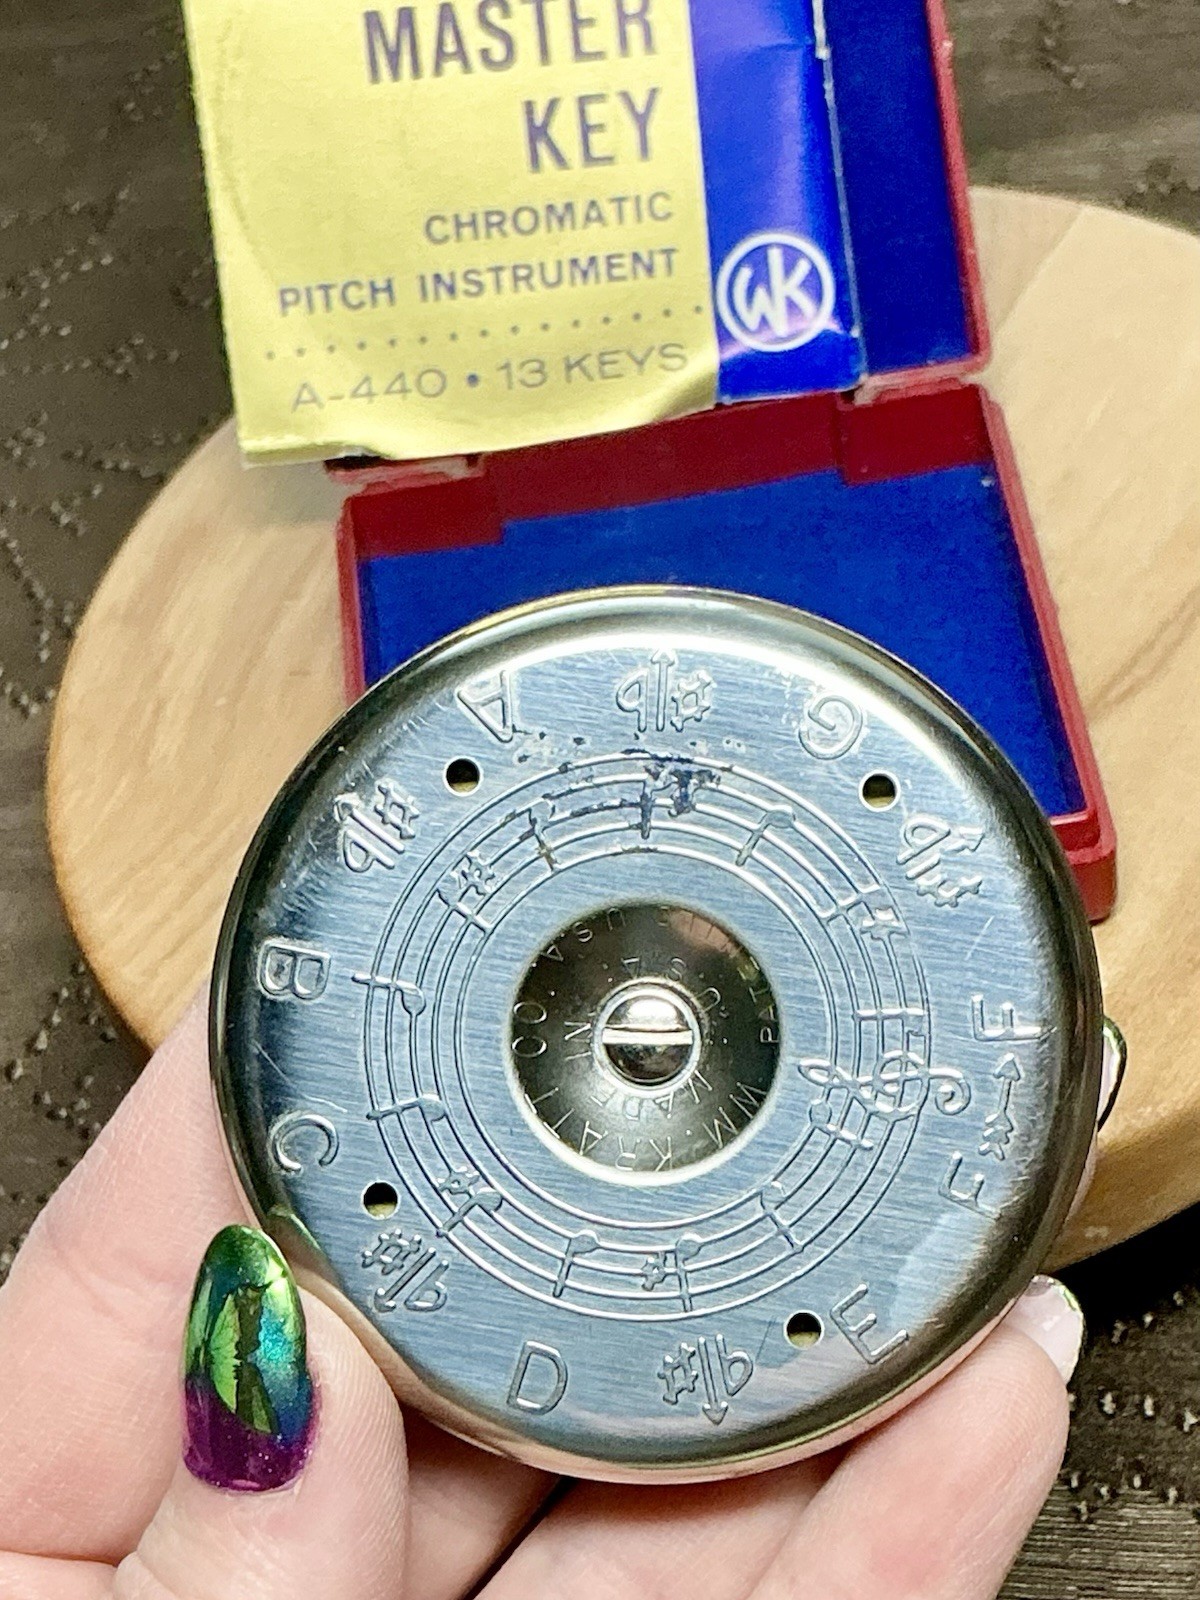 MASTER
KEY
CHROMATIC
PITCH INSTRUMENT
A-440 • 13 KEYS
WK
A
♭♯
G
♭♯
F
F
E
♭♯
D
♭♯
C
B
♭♯
WM. KRATT CO.
MADE IN U.S.A.